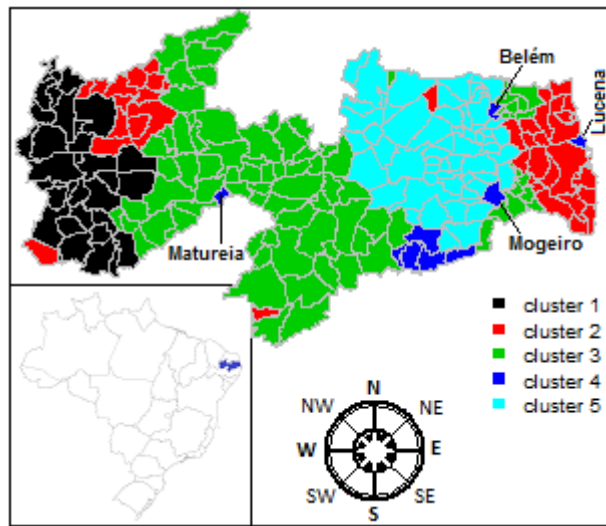 Belém
Lucena
Matureia
Mogeiro
cluster 1
cluster 2
cluster 3
cluster 4
cluster 5
N
NW
NE
W
E
SW
SE
S